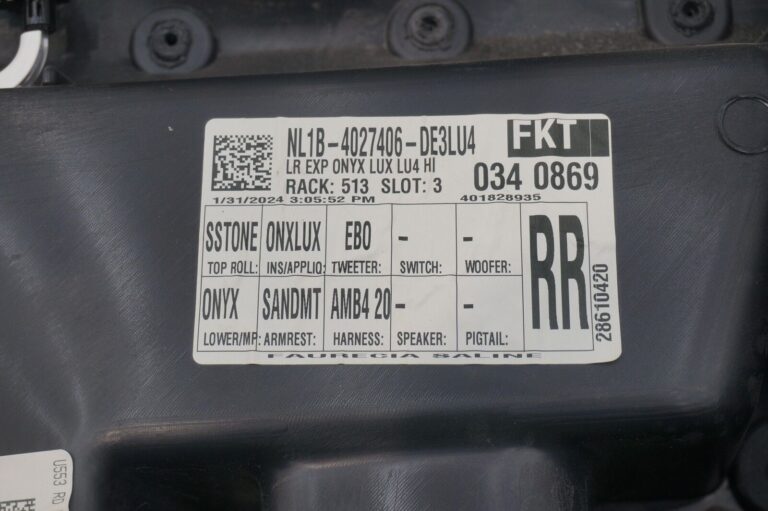 NL1B-4027406-DE3LU4
FKT
LR EXP ONYX LUX LU4 HI
RACK: 513 SLOT: 3
034 0869
1/31/2024 3:05:52 PM
401828935
SSTONE ONXLUX EBO - -
TOP ROLL: INS/APPLIQ: TWEETER: SWITCH: WOOFER:
RR
28610420
ONYX SANDMT AMB4 20 - -
LOWER/MP: ARMREST: HARNESS: SPEAKER: PIGTAIL:
FAURECIA SALINE
U553 RO